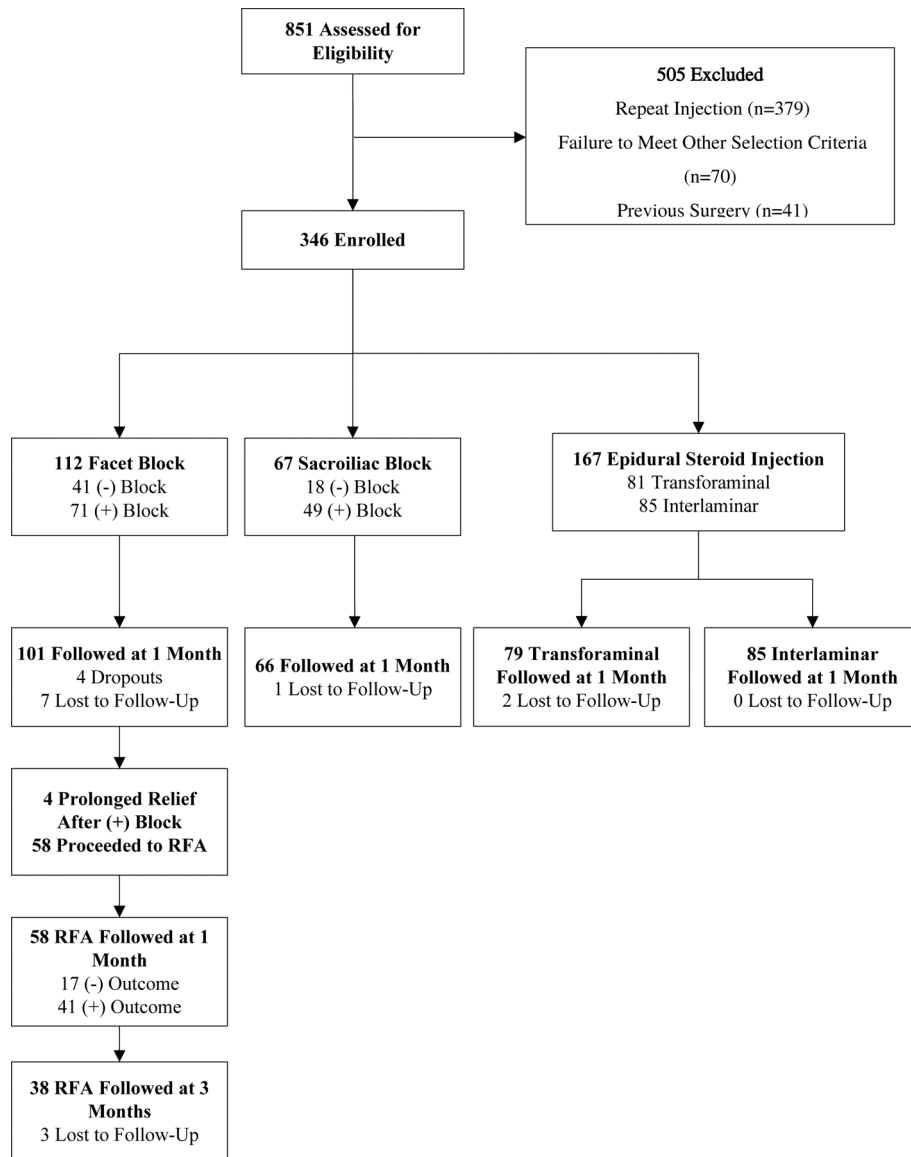 851 Assessed for
Eligibility
505 Excluded
Repeat Injection (n=379)
Failure to Meet Other Selection Criteria
(n=70)
Previous Surgery (n=41)
346 Enrolled
112 Facet Block
41 (-) Block
71 (+) Block
67 Sacroiliac Block
18 (-) Block
49 (+) Block
167 Epidural Steroid Injection
81 Transforaminal
85 Interlaminar
101 Followed at 1 Month
4 Dropouts
7 Lost to Follow-Up
66 Followed at 1 Month
1 Lost to Follow-Up
79 Transforaminal
Followed at 1 Month
2 Lost to Follow-Up
85 Interlaminar
Followed at 1 Month
0 Lost to Follow-Up
4 Prolonged Relief
After (+) Block
58 Proceeded to RFA
58 RFA Followed at 1
Month
17 (-) Outcome
41 (+) Outcome
38 RFA Followed at 3
Months
3 Lost to Follow-Up